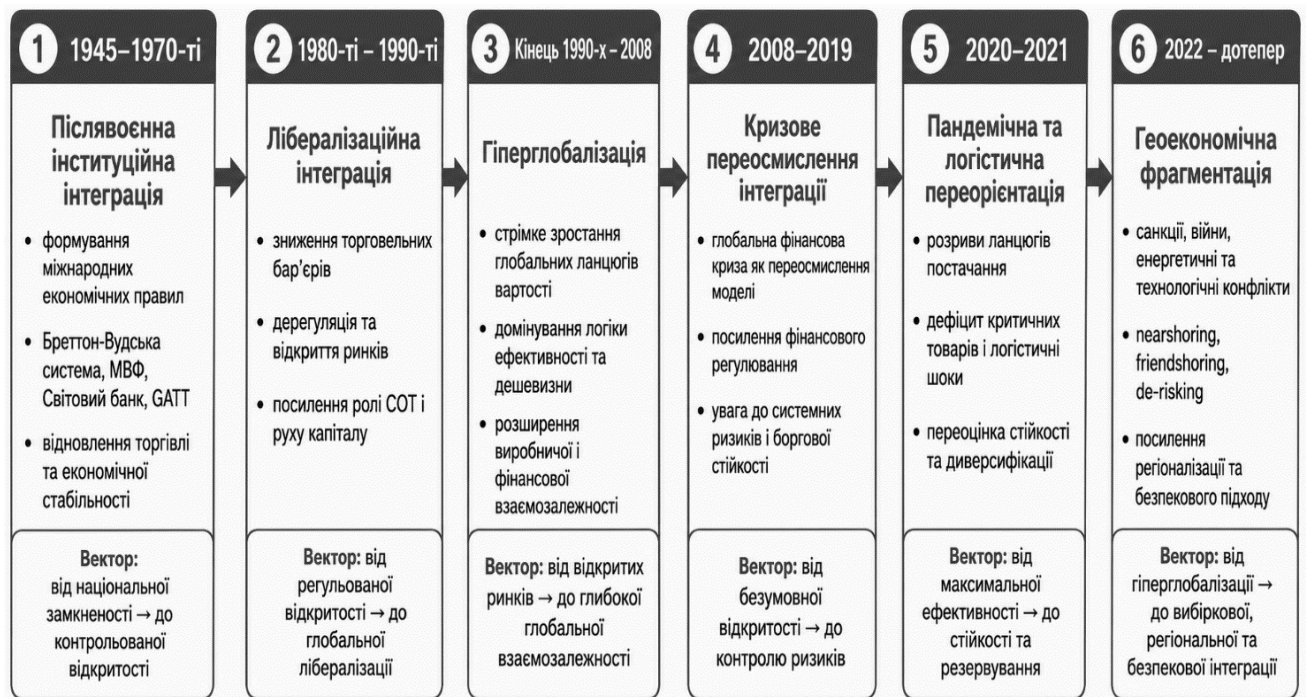 1 1945–1970-ті
Післявоєнна
інституційна
інтеграція
• формування
міжнародних
економічних правил
• Бреттон-Вудська
система, МВФ,
Світовий банк, GATT
• відновлення торгівлі
та економічної
стабільності
Вектор:
від національної
замкненості → до
контрольованої
відкритості
2 1980-ті – 1990-ті
Лібералізаційна
інтеграція
• зниження торговельних
бар’єрів
• дерегуляція та
відкриття ринків
• посилення ролі СОТ і
руху капіталу
Вектор: від
регульованої
відкритості → до
глобальної
лібералізації
3 Кінець 1990-х – 2008
Гіперглобалізація
• стрімке зростання
глобальних ланцюгів
вартості
• домінування логіки
ефективності та
дешевизни
• розширення
виробничої і
фінансової
взаємозалежності
Вектор: від відкритих
ринків → до глибокої
глобальної
взаємозалежності
4 2008–2019
Кризове
переосмислення
інтеграції
• глобальна фінансова
криза як переосмислення
моделі
• посилення фінансового
регулювання
• увага до системних
ризиків і боргової
стійкості
Вектор: від
безумовної
відкритості → до
контролю ризиків
5 2020–2021
Пандемічна та
логістична
переорієнтація
• розриви ланцюгів
постачання
• дефіцит критичних
товарів і логістичні
шоки
• переоцінка стійкості
та диверсифікації
Вектор: від
максимальної
ефективності → до
стійкості та
резервування
6 2022 – дотепер
Геоекономічна
фрагментація
• санкції, війни,
енергетичні та
технологічні конфлікти
• nearshoring,
friendshoring,
de-risking
• посилення
регіоналізації та
безпекового підходу
Вектор: від
гіперглобалізації →
до вибіркової,
регіональної та
безпекової інтеграції